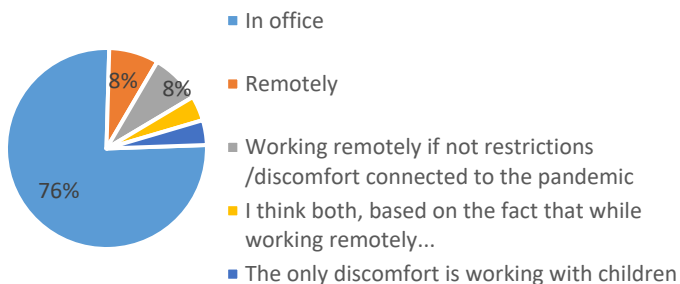 In office
8%
8%
Remotely
76%
Working remotely if not restrictions
/discomfort connected to the pandemic
I think both, based on the fact that while
working remotely...
The only discomfort is working with children